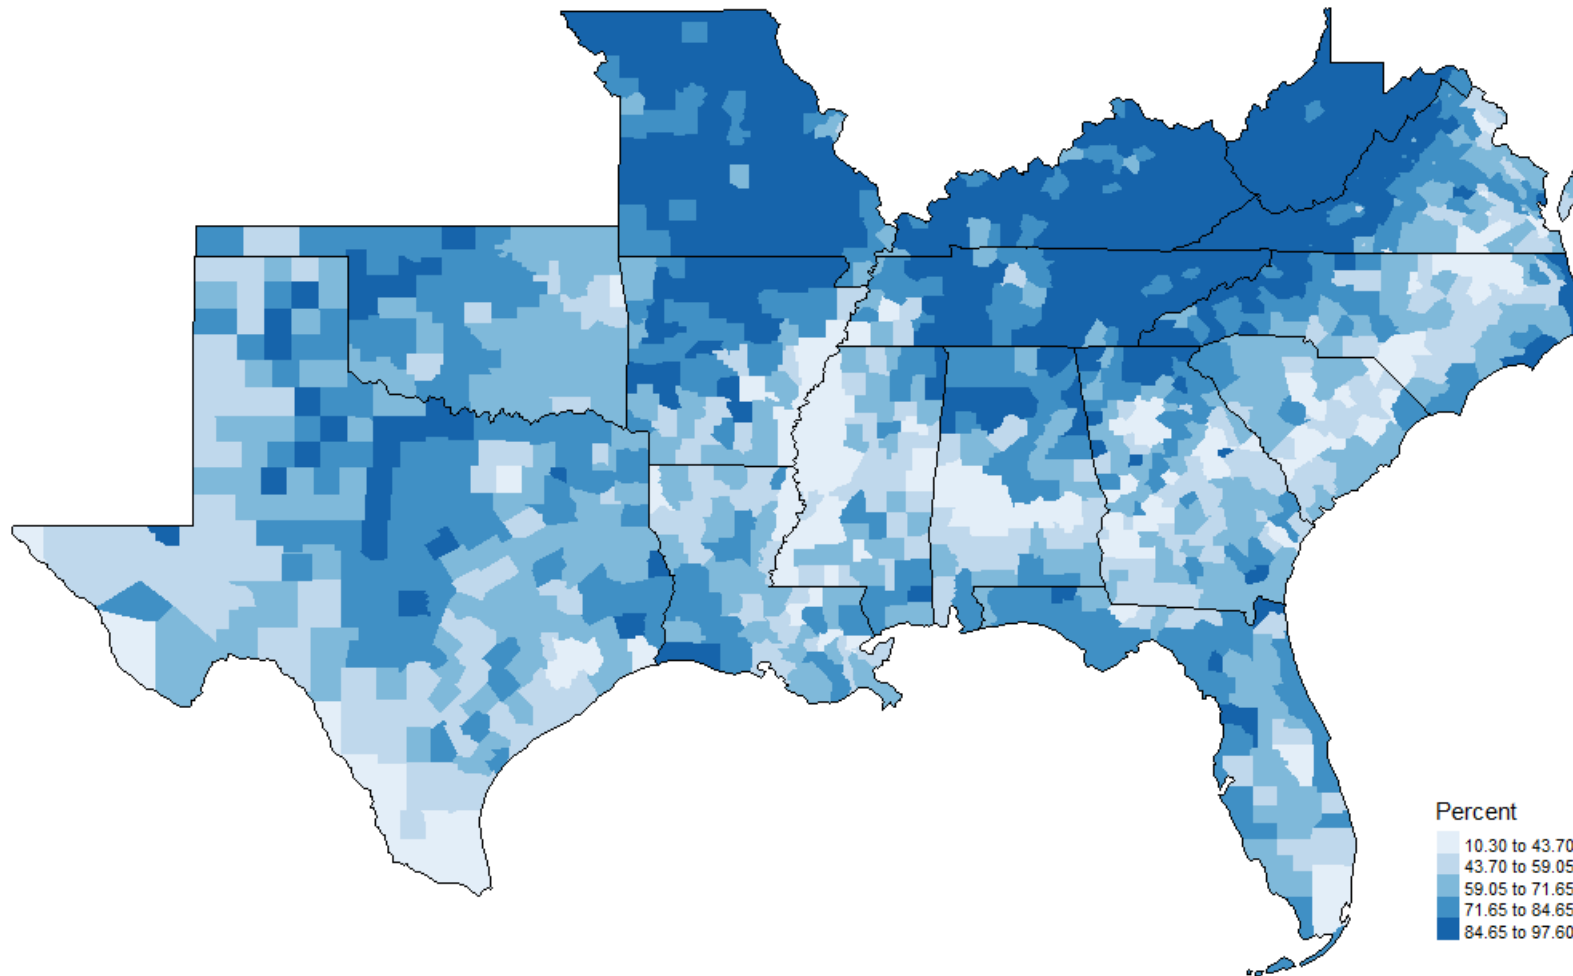 Percent
10.30 to 43.70
43.70 to 59.05
59.05 to 71.65
71.65 to 84.65
84.65 to 97.60